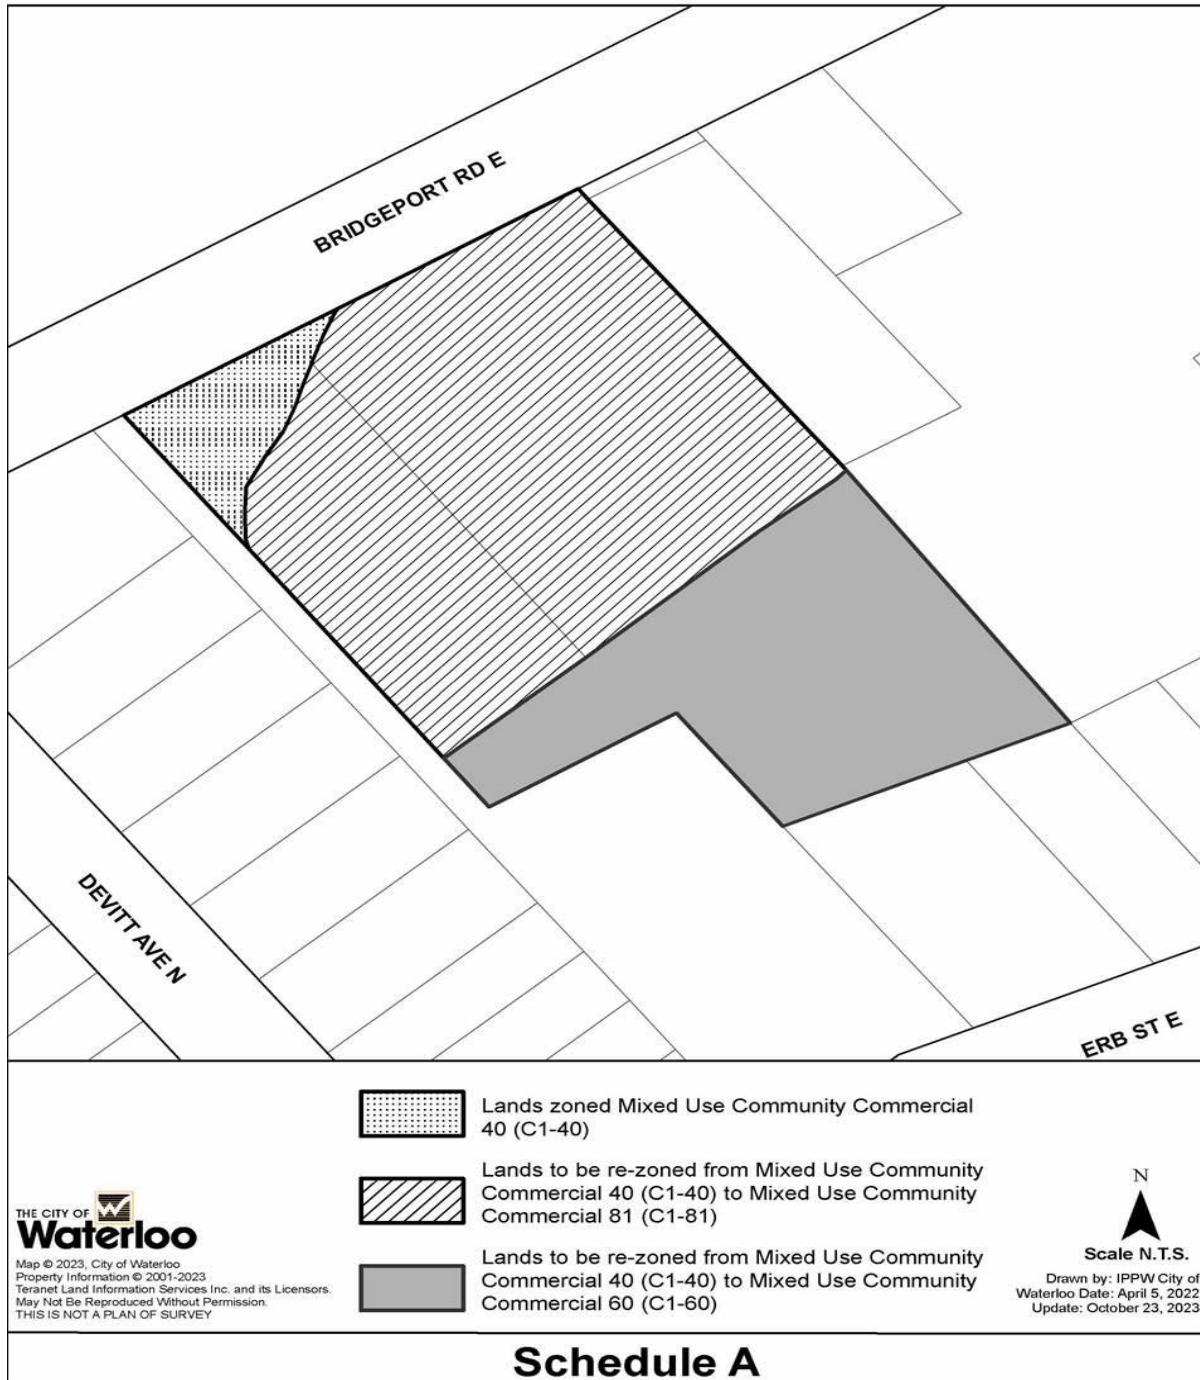 BRIDGEPORT RD E
DEVITT AVE N
ERB ST E
Lands zoned Mixed Use Community Commercial
40 (C1-40)
Lands to be re-zoned from Mixed Use Community
Commercial 40 (C1-40) to Mixed Use Community
Commercial 81 (C1-81)
Lands to be re-zoned from Mixed Use Community
Commercial 40 (C1-40) to Mixed Use Community
Commercial 60 (C1-60)
THE CITY OF
Waterloo
Map © 2023, City of Waterloo
Property Information © 2001-2023
Teranet Land Information Services Inc. and its Licensors.
May Not Be Reproduced Without Permission.
THIS IS NOT A PLAN OF SURVEY
N
Scale N.T.S.
Drawn by: IPPW City of
Waterloo Date: April 5, 2022
Update: October 23, 2023
Schedule A